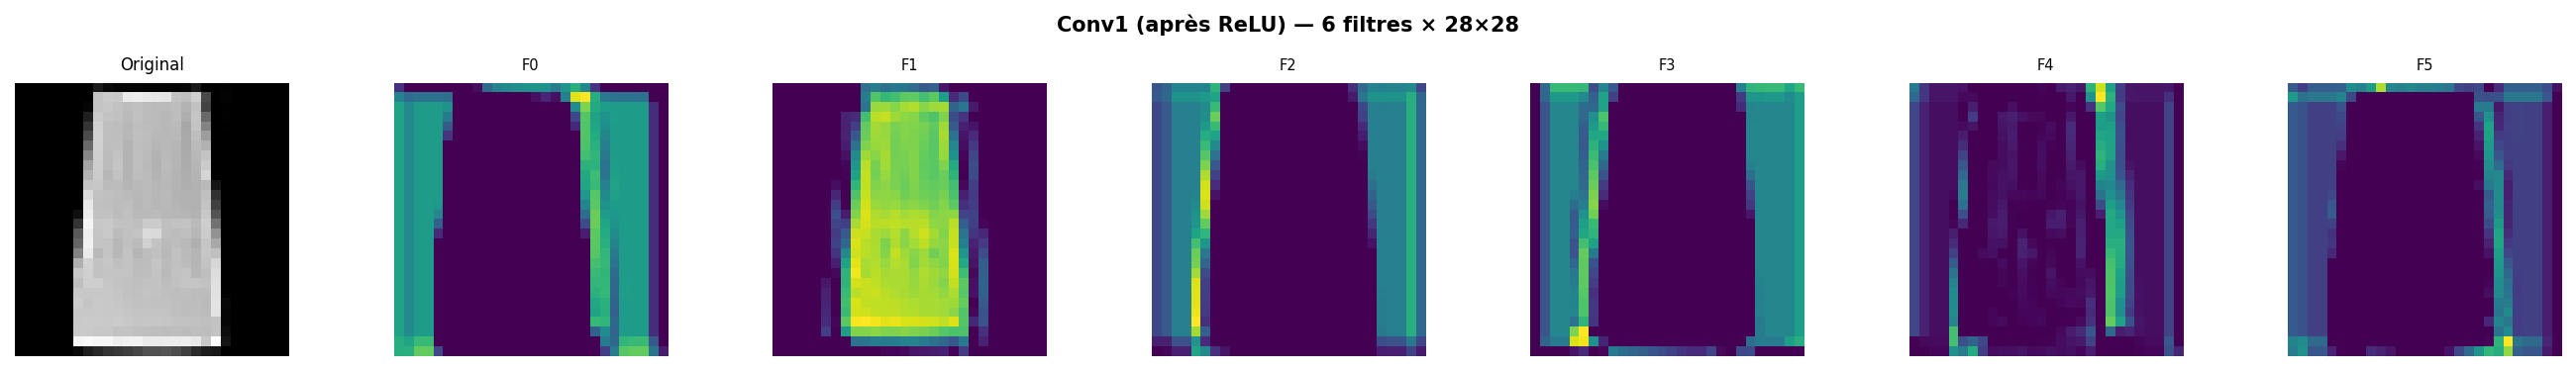 Conv1 (après ReLU) — 6 filtres × 28×28
Original F0 F1 F2 F3 F4 F5